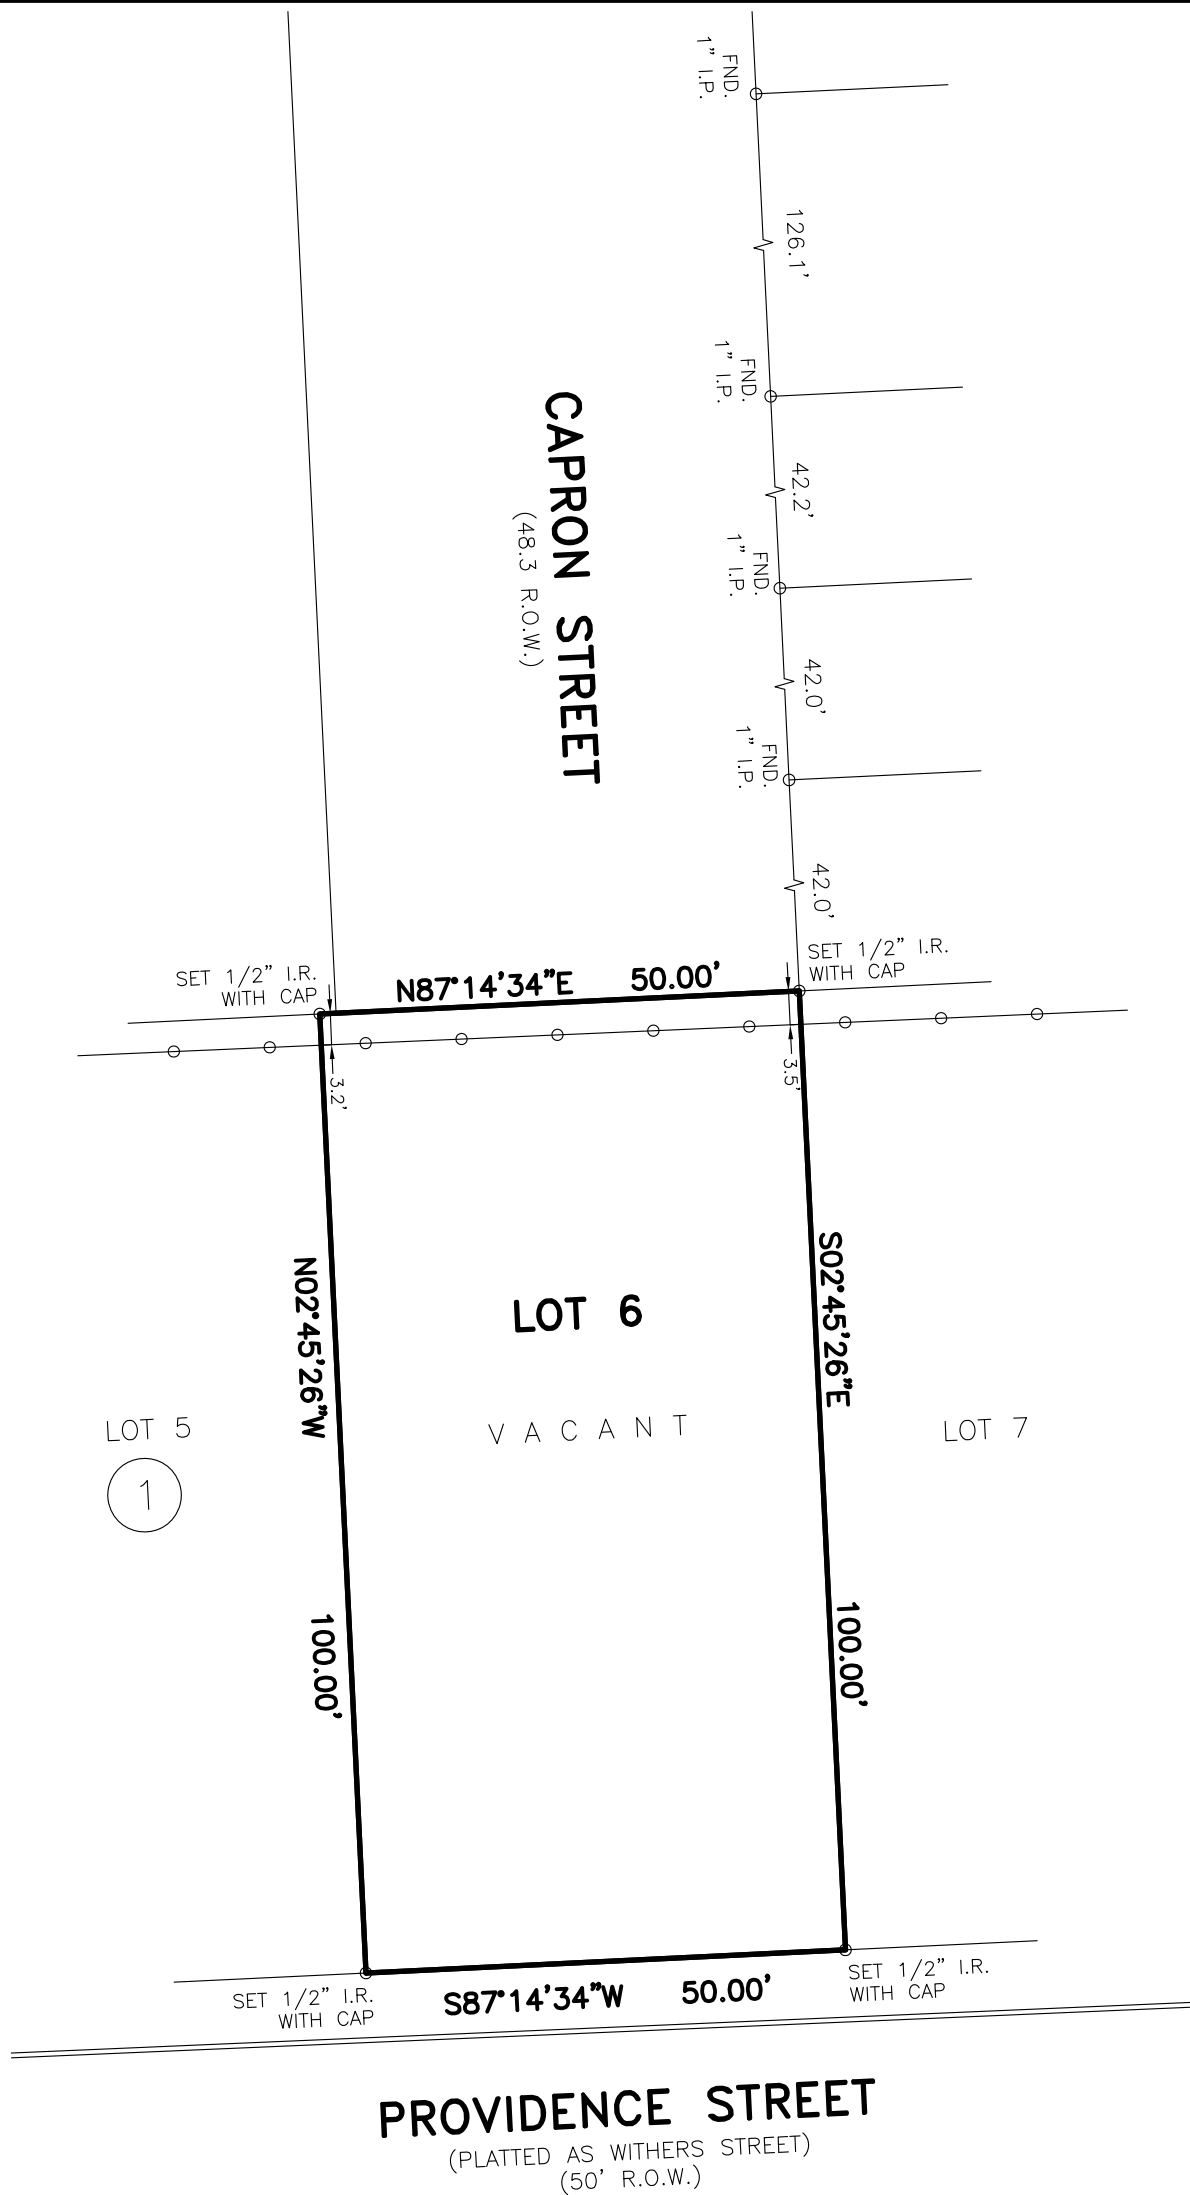 FND.
1" I.P.
126.1'
FND.
1" I.P.
42.2'
CAPRON STREET
(48.3 R.O.W.)
FND.
1" I.P.
42.0'
FND.
1" I.P.
42.0'
SET 1/2" I.R.
WITH CAP
SET 1/2" I.R.
WITH CAP
N87°14'34"E 50.00'
3.2'
3.5'
N02°45'26"W
100.00'
LOT 6
VACANT
S02°45'26"E
100.00'
LOT 5
1
LOT 7
SET 1/2" I.R.
WITH CAP
S87°14'34"W 50.00'
SET 1/2" I.R.
WITH CAP
PROVIDENCE STREET
(PLATTED AS WITHERS STREET)
(50' R.O.W.)